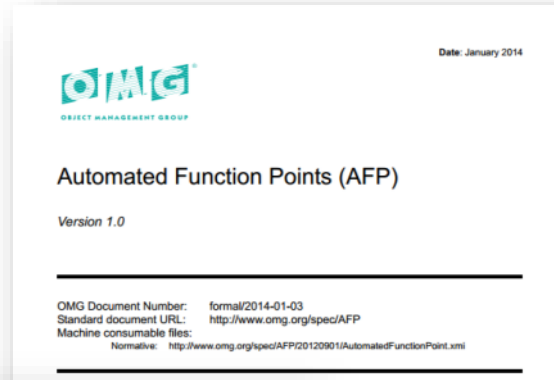 Date: January 2014
OMG
OBJECT MANAGEMENT GROUP
Automated Function Points (AFP)
Version 1.0
OMG Document Number: formal/2014-01-03
Standard document URL: http://www.omg.org/spec/AFP
Machine consumable files:
Normative: http://www.omg.org/spec/AFP/20120901/AutomatedFunctionPoint.xmi